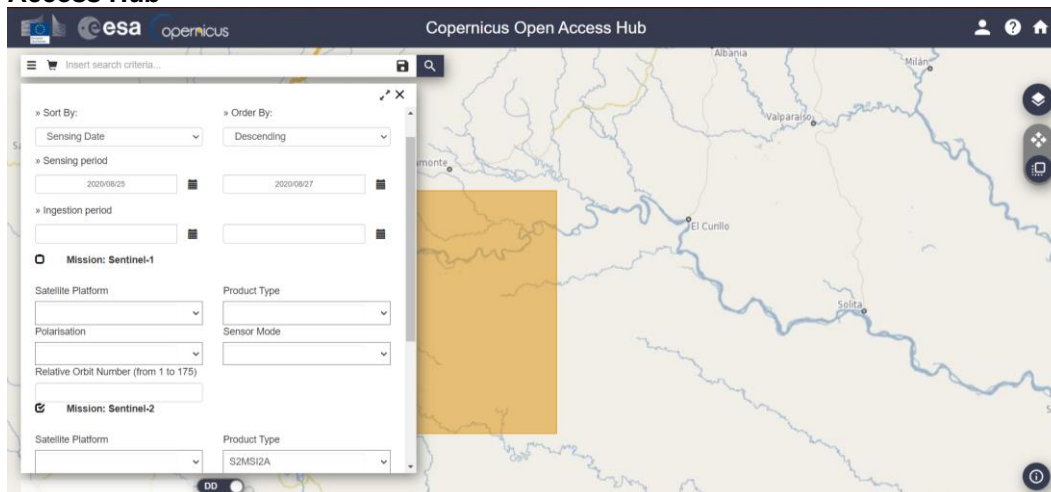 Access Hub
esa opernicus Copernicus Open Access Hub
Insert search criteria...
» Sort By: » Order By:
Sensing Date Descending
» Sensing period
2020/08/25 2020/08/27
» Ingestion period
Mission: Sentinel-1
Satellite Platform Product Type
Polarisation Sensor Mode
Relative Orbit Number (from 1 to 175)
Mission: Sentinel-2
Satellite Platform Product Type
S2MSI2A
DD
Albania
Milán
Valparaíso
amonte
El Curillo
Solita